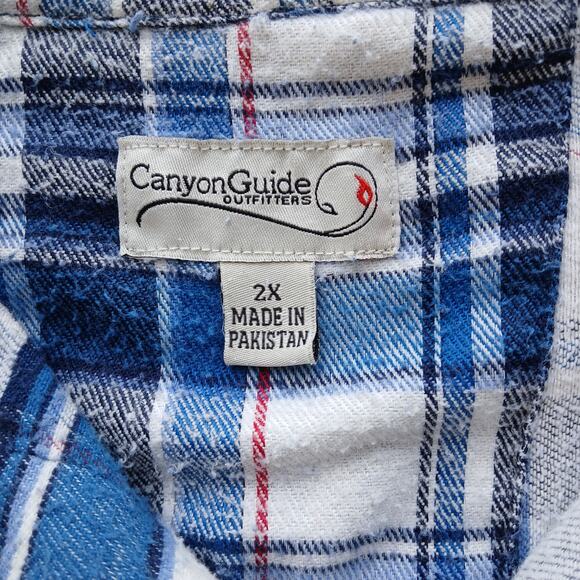 CanyonGuide
OUTFITTERS
2X
MADE IN
PAKISTAN